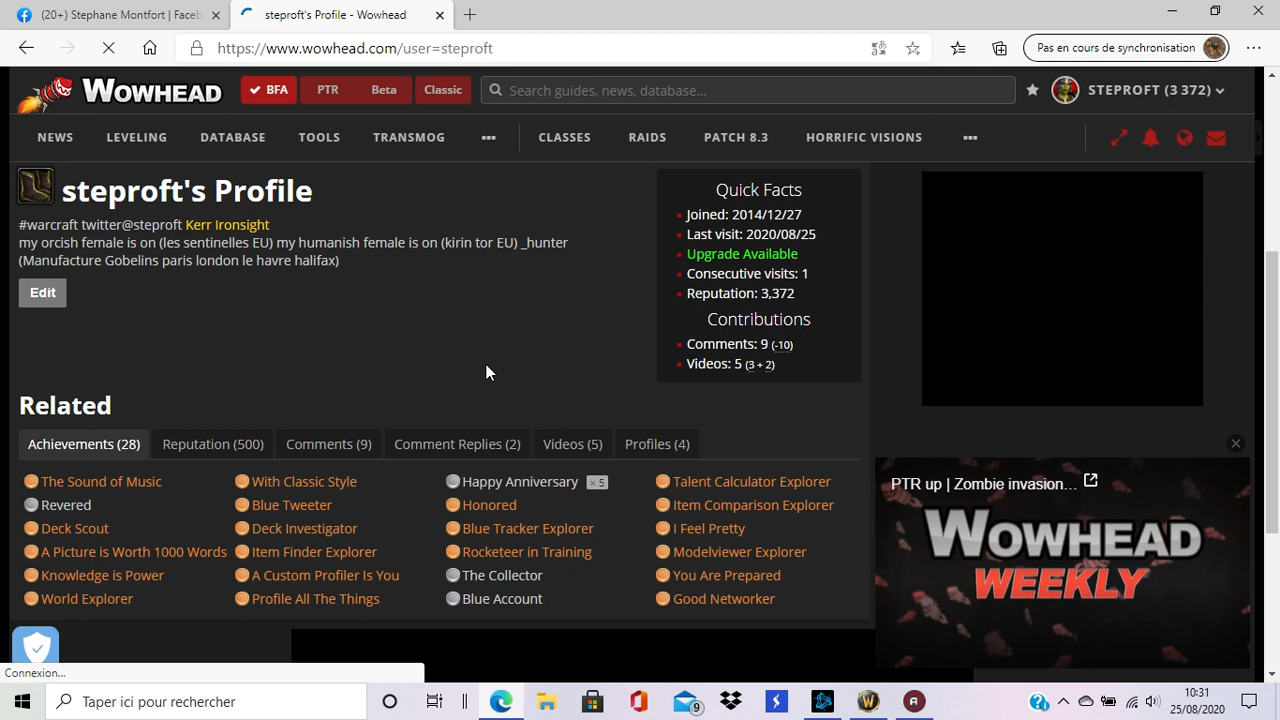 (20+) Stephane Montfort | Faceb
steproft's Profile - Wowhead
https://www.wowhead.com/user=steproft
Pas en cours de synchronisation
WOWHEAD
BFA
PTR
Beta
Classic
Search guides, news, database...
STEPROFT (3 372)
NEWS
LEVELING
DATABASE
TOOLS
TRANSMOG
CLASSES
RAIDS
PATCH 8.3
HORRIFIC VISIONS
steproft's Profile
#warcraft twitter@steproft Kerr Ironsight
my orcish female is on (les sentinelles EU) my humanish female is on (kirin tor EU) _hunter
(Manufacture Gobelins paris london le havre halifax)
Edit
Quick Facts
Joined: 2014/12/27
Last visit: 2020/08/25
Upgrade Available
Consecutive visits: 1
Reputation: 3,372
Contributions
Comments: 9 (-10)
Videos: 5 (3 + 2)
Related
Achievements (28)
Reputation (500)
Comments (9)
Comment Replies (2)
Videos (5)
Profiles (4)
The Sound of Music
With Classic Style
Happy Anniversary × 5
Talent Calculator Explorer
Revered
Blue Tweeter
Honored
Item Comparison Explorer
Deck Scout
Deck Investigator
Blue Tracker Explorer
I Feel Pretty
A Picture is Worth 1000 Words
Item Finder Explorer
Rocketeer in Training
Modelviewer Explorer
Knowledge is Power
A Custom Profiler Is You
The Collector
You Are Prepared
World Explorer
Profile All The Things
Blue Account
Good Networker
PTR up | Zombie invasion...
WOWHEAD
WEEKLY
Connexion...
Taper ici pour rechercher
9
10:31
25/08/2020